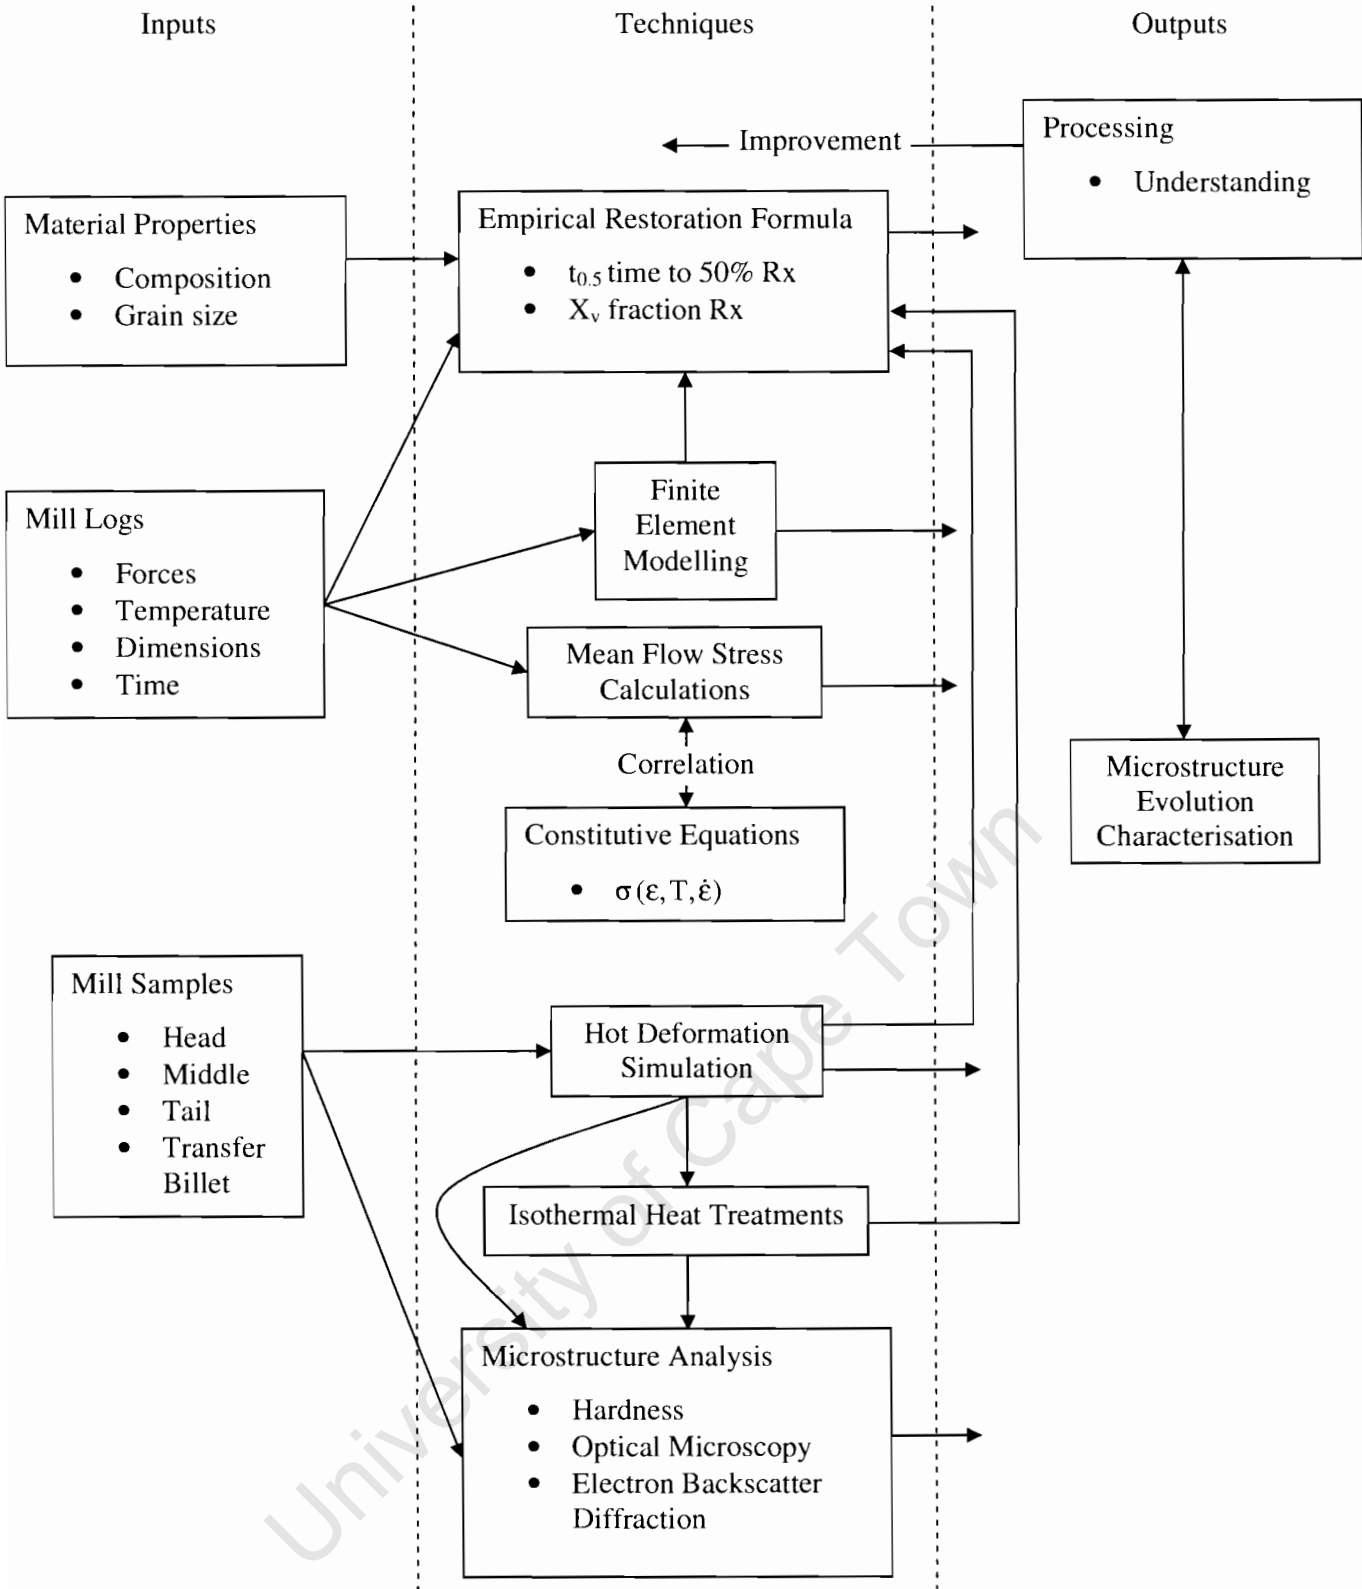 Inputs
Techniques
Outputs
Processing
• Understanding
Improvement
Material Properties
• Composition
• Grain size
Empirical Restoration Formula
• t0.5 time to 50% Rx
• Xv fraction Rx
Mill Logs
• Forces
• Temperature
• Dimensions
• Time
Finite
Element
Modelling
Mean Flow Stress
Calculations
Correlation
Constitutive Equations
• σ (ε, T, ε̇)
Microstructure
Evolution
Characterisation
Mill Samples
• Head
• Middle
• Tail
• Transfer
Billet
Hot Deformation
Simulation
Isothermal Heat Treatments
Microstructure Analysis
• Hardness
• Optical Microscopy
• Electron Backscatter
Diffraction
University of Cape Town